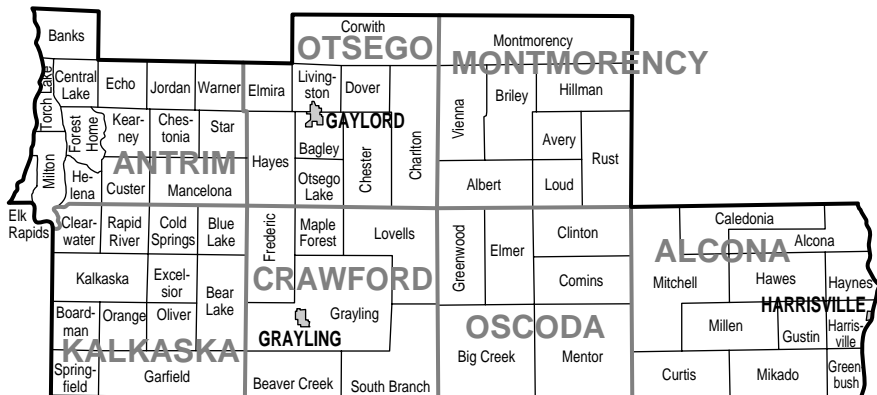 Banks
Corwith
OTSEGO
Montmorency
MONTMORENCY
Torch Lake
Central
Lake
Echo
Jordan
Warner
Elmira
Living-
ston
Dover
Vienna
Briley
Hillman
GAYLORD
Forest
Home
Kear-
ney
Ches-
tonia
Star
Hayes
Bagley
Chester
Charlton
Avery
Rust
ANTRIM
Milton
He-
lena
Custer
Mancelona
Otsego
Lake
Albert
Loud
Elk
Rapids
Clear-
water
Rapid
River
Cold
Springs
Blue
Lake
Frederic
Maple
Forest
Lovells
Greenwood
Elmer
Clinton
Caledonia
Alcona
ALCONA
Kalkaska
Excel-
sior
Bear
Lake
CRAWFORD
Comins
Mitchell
Hawes
Haynes
HARRISVILLE
Board-
man
Orange
Oliver
Grayling
GRAYLING
OSCODA
Millen
Gustin
Harris-
ville
KALKASKA
Big Creek
Mentor
Spring-
field
Garfield
Beaver Creek
South Branch
Curtis
Mikado
Green
bush